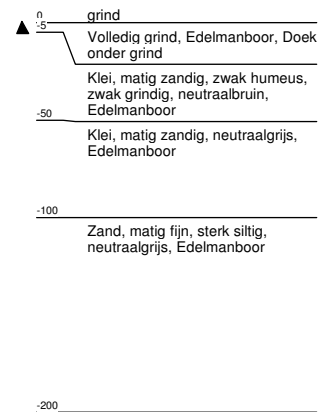 0
grind
-5
Volledig grind, Edelmanboor, Doek
onder grind
Klei, matig zandig, zwak humeus,
zwak grindig, neutraalbruin,
Edelmanboor
-50
Klei, matig zandig, neutraalgrijs,
Edelmanboor
-100
Zand, matig fijn, sterk siltig,
neutraalgrijs, Edelmanboor
-200